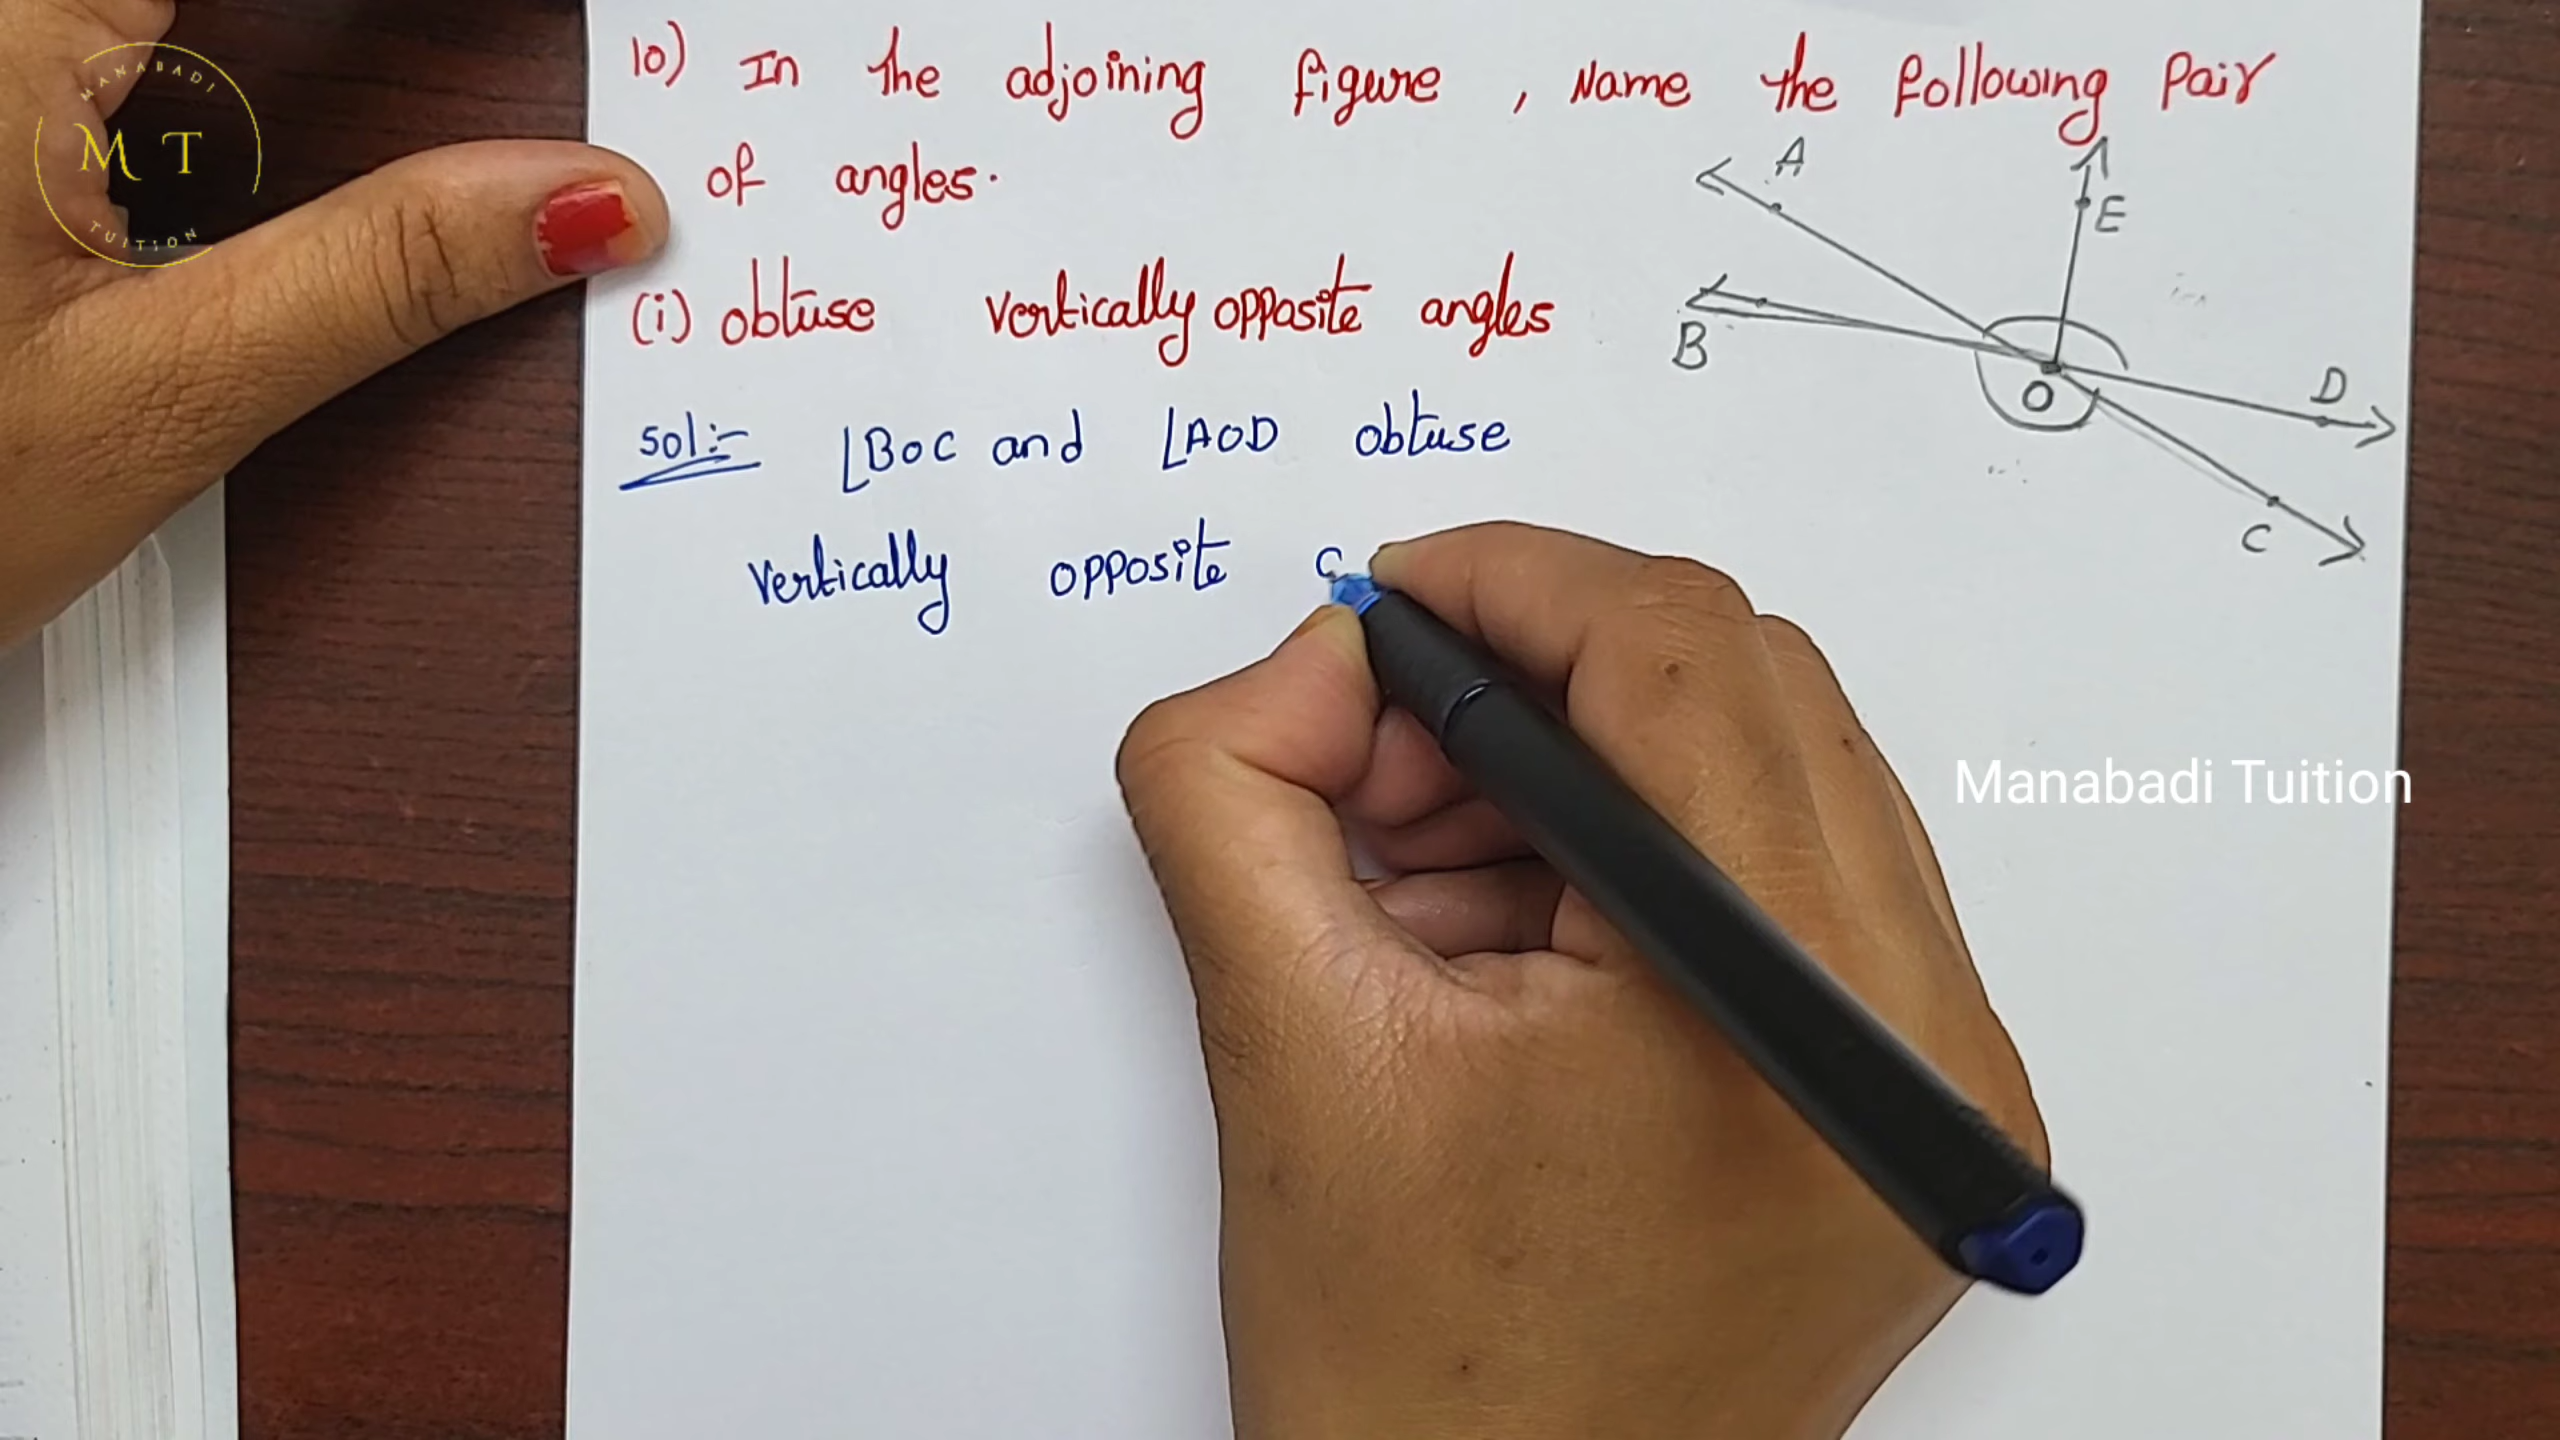 MANABADI
M T
TUITION
10) In the adjoining figure, Name the following Pair
of angles.
(i) obtuse vertically opposite angles
Sol:- ∠BOC and ∠AOD obtuse
vertically opposite a
A
E
B
O
D
C
Manabadi Tuition